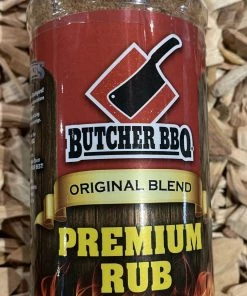 BUTCHER BBQ
ORIGINAL BLEND
PREMIUM
RUB